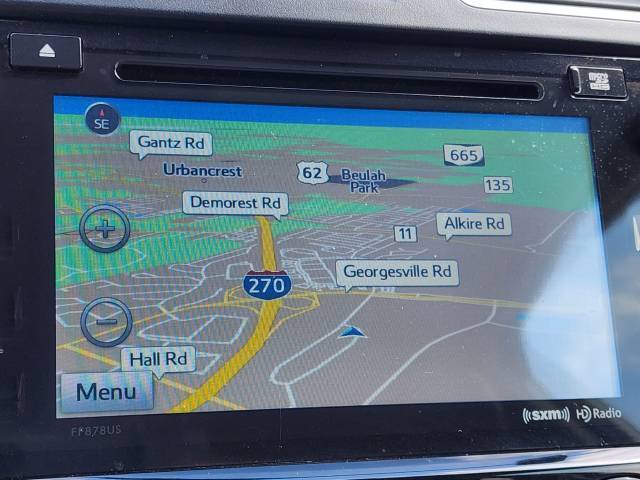 micro
SE
Gantz Rd
Urbancrest
62
Beulah
Park
665
135
Demorest Rd
11
Alkire Rd
270
Georgesville Rd
Hall Rd
Menu
((sxm)) HD Radio
FF878US